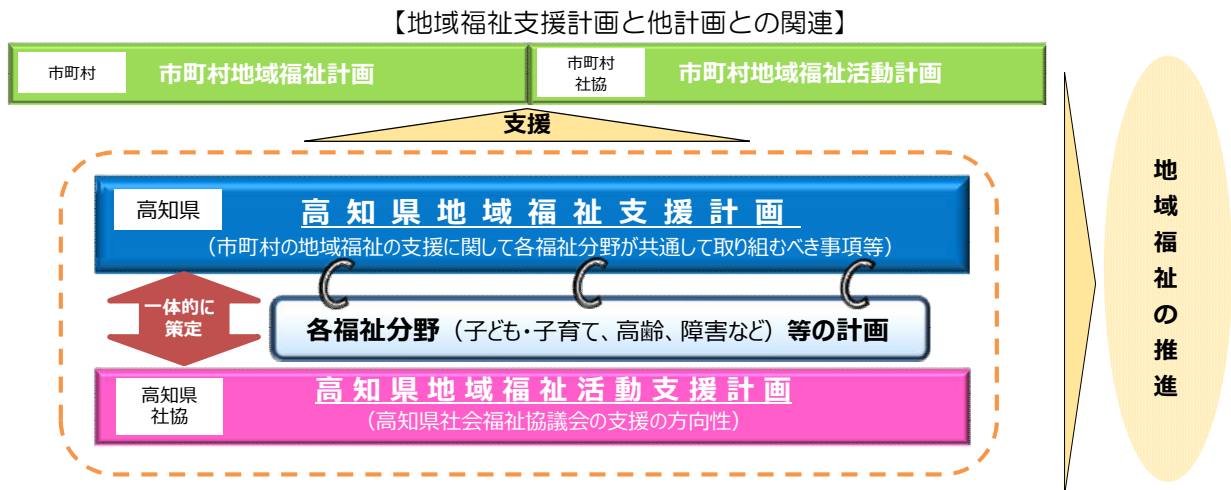 【地域福祉支援計画と他計画との関連】
市町村
市町村地域福祉計画
市町村
社協
市町村地域福祉活動計画
支援
高知県
高知県地域福祉支援計画
（市町村の地域福祉の支援に関して各福祉分野が共通して取り組むべき事項等）
一体的に
策定
各福祉分野（子ども・子育て、高齢、障害など）等の計画
高知県
社協
高知県地域福祉活動支援計画
（高知県社会福祉協議会の支援の方向性）
地域福祉の推進